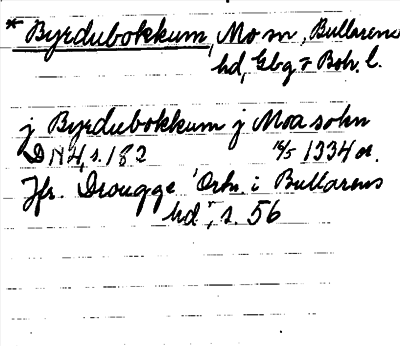 * Byrdubokkum, Mo sn, Bullarens
hd, Gbg o Boh. l.
j Byrdubokkum j Moa sokn
DN 4, s. 182 16/5 1334 or.
Jfr. Drougge "Ortn. i Bullarens
hd", s. 56